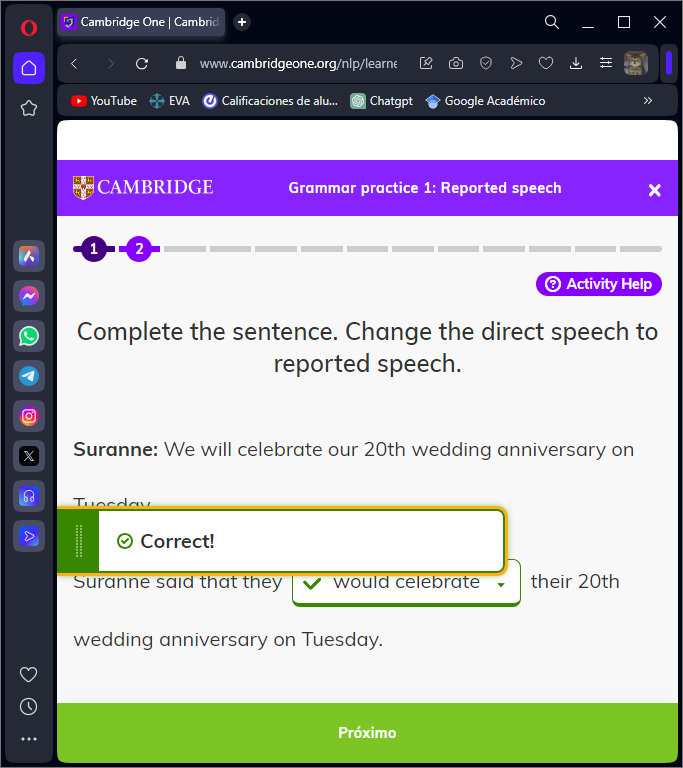 Cambridge One | Cambrid
www.cambridgeone.org/nlp/learne
YouTube
EVA
Calificaciones de alu...
Chatgpt
Google Académico
CAMBRIDGE
Grammar practice 1: Reported speech
1
2
Activity Help
Complete the sentence. Change the direct speech to
reported speech.
Suranne: We will celebrate our 20th wedding anniversary on
Tuesday
Correct!
Suranne said that they would celebrate their 20th
wedding anniversary on Tuesday.
Próximo